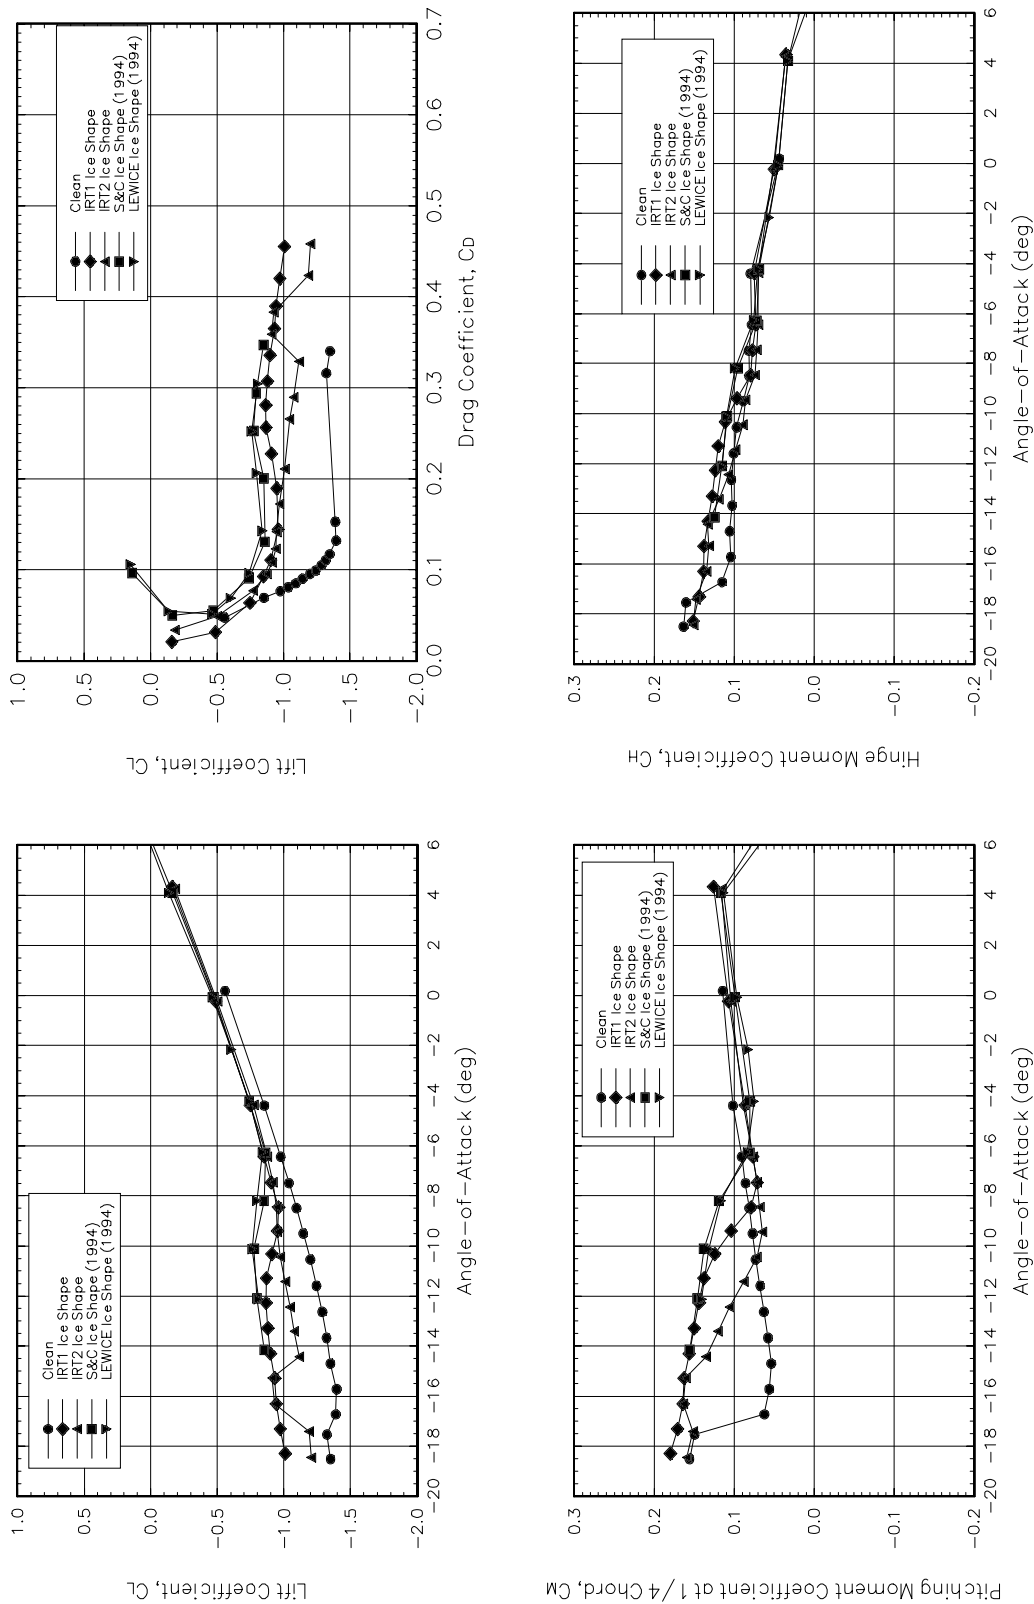 Lift Coefficient, CL
1.0
0.5
0.0
−0.5
−1.0
−1.5
−2.0
Clean
IRT1 Ice Shape
IRT2 Ice Shape
S&C Ice Shape (1994)
LEWICE Ice Shape (1994)
−20 −18 −16 −14 −12 −10 −8 −6 −4 −2 0 2 4 6
Angle−of−Attack (deg)
Lift Coefficient, CL
1.0
0.5
0.0
−0.5
−1.0
−1.5
−2.0
Clean
IRT1 Ice Shape
IRT2 Ice Shape
S&C Ice Shape (1994)
LEWICE Ice Shape (1994)
0.0 0.1 0.2 0.3 0.4 0.5 0.6 0.7
Drag Coefficient, CD
Pitching Moment Coefficient at 1/4 Chord, CM
0.3
0.2
0.1
0.0
−0.1
−0.2
Clean
IRT1 Ice Shape
IRT2 Ice Shape
S&C Ice Shape (1994)
LEWICE Ice Shape (1994)
−20 −18 −16 −14 −12 −10 −8 −6 −4 −2 0 2 4 6
Angle−of−Attack (deg)
Hinge Moment Coefficient, CH
0.3
0.2
0.1
0.0
−0.1
−0.2
Clean
IRT1 Ice Shape
IRT2 Ice Shape
S&C Ice Shape (1994)
LEWICE Ice Shape (1994)
−20 −18 −16 −14 −12 −10 −8 −6 −4 −2 0 2 4 6
Angle−of−Attack (deg)